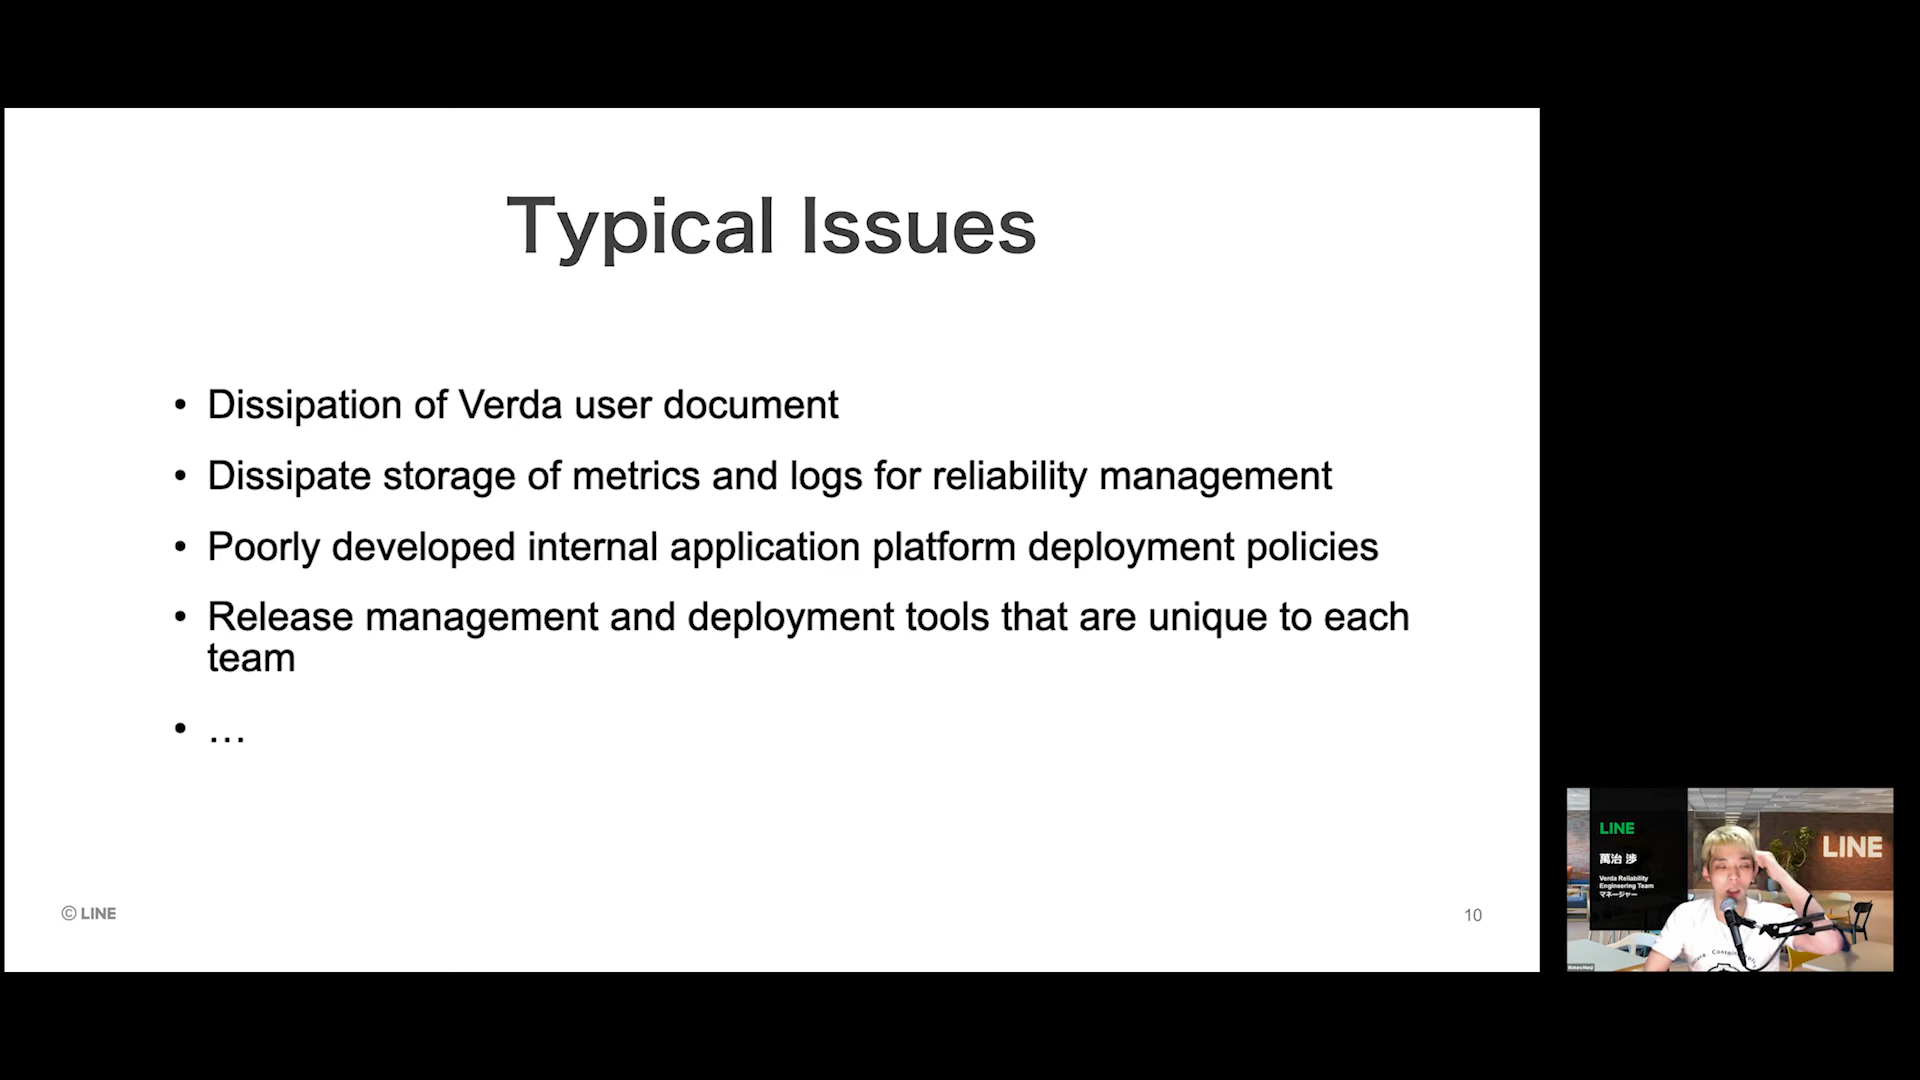 Typical Issues
• Dissipation of Verda user document
• Dissipate storage of metrics and logs for reliability management
• Poorly developed internal application platform deployment policies
• Release management and deployment tools that are unique to each
team
• …
© LINE
10
LINE
萬治 渉
Verda Reliability
Engineering Team
マネージャー
LINE
Wataru Manji